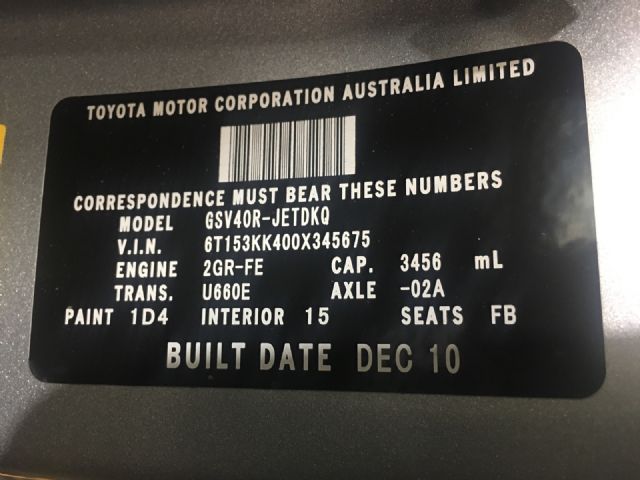 TOYOTA MOTOR CORPORATION AUSTRALIA LIMITED
CORRESPONDENCE MUST BEAR THESE NUMBERS
MODEL GSV40R-JETDKQ
V.I.N. 6T153KK400X345675
ENGINE 2GR-FE CAP. 3456 mL
TRANS. U660E AXLE -02A
PAINT 1D4 INTERIOR 15 SEATS FB
BUILT DATE DEC 10